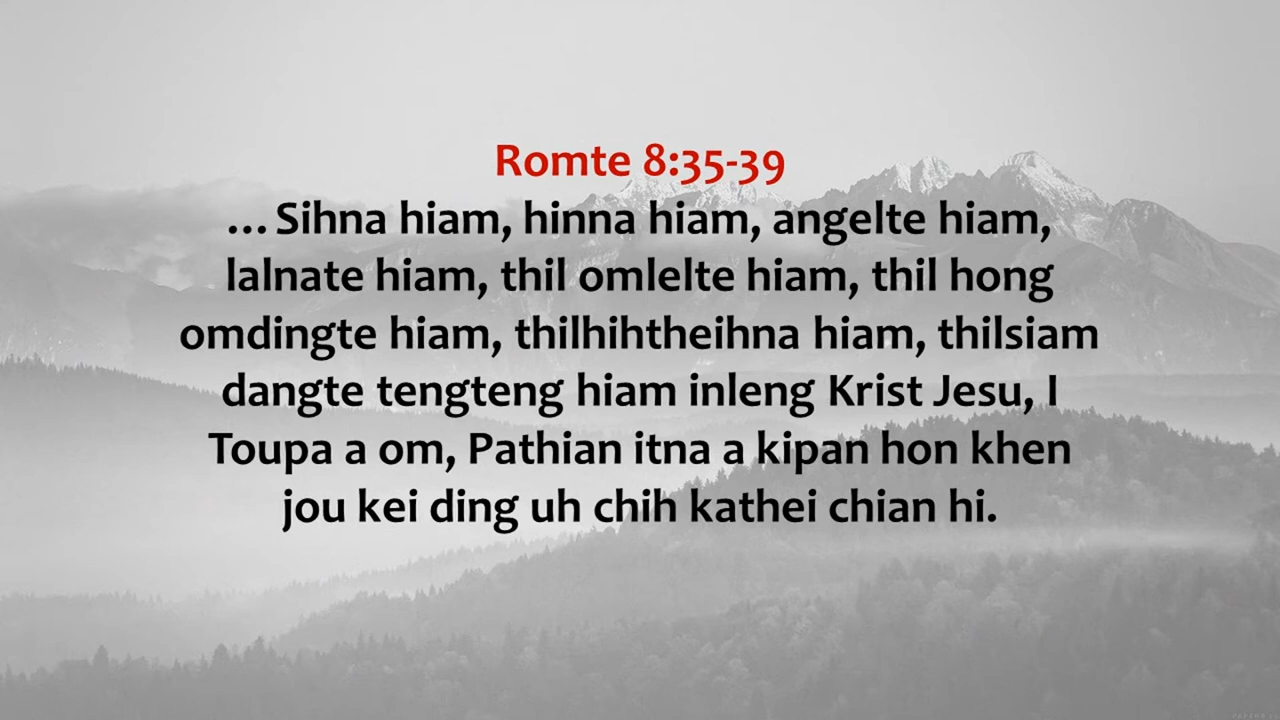 Romte 8:35-39
...Sihna hiam, hinna hiam, angelte hiam,
lalnate hiam, thil omlelte hiam, thil hong
omdingte hiam, thilhihtheihna hiam, thilsiam
dangte tengteng hiam inleng Krist Jesu, I
Toupa a om, Pathian itna a kipan hon khen
jou kei ding uh chih kathei chian hi.